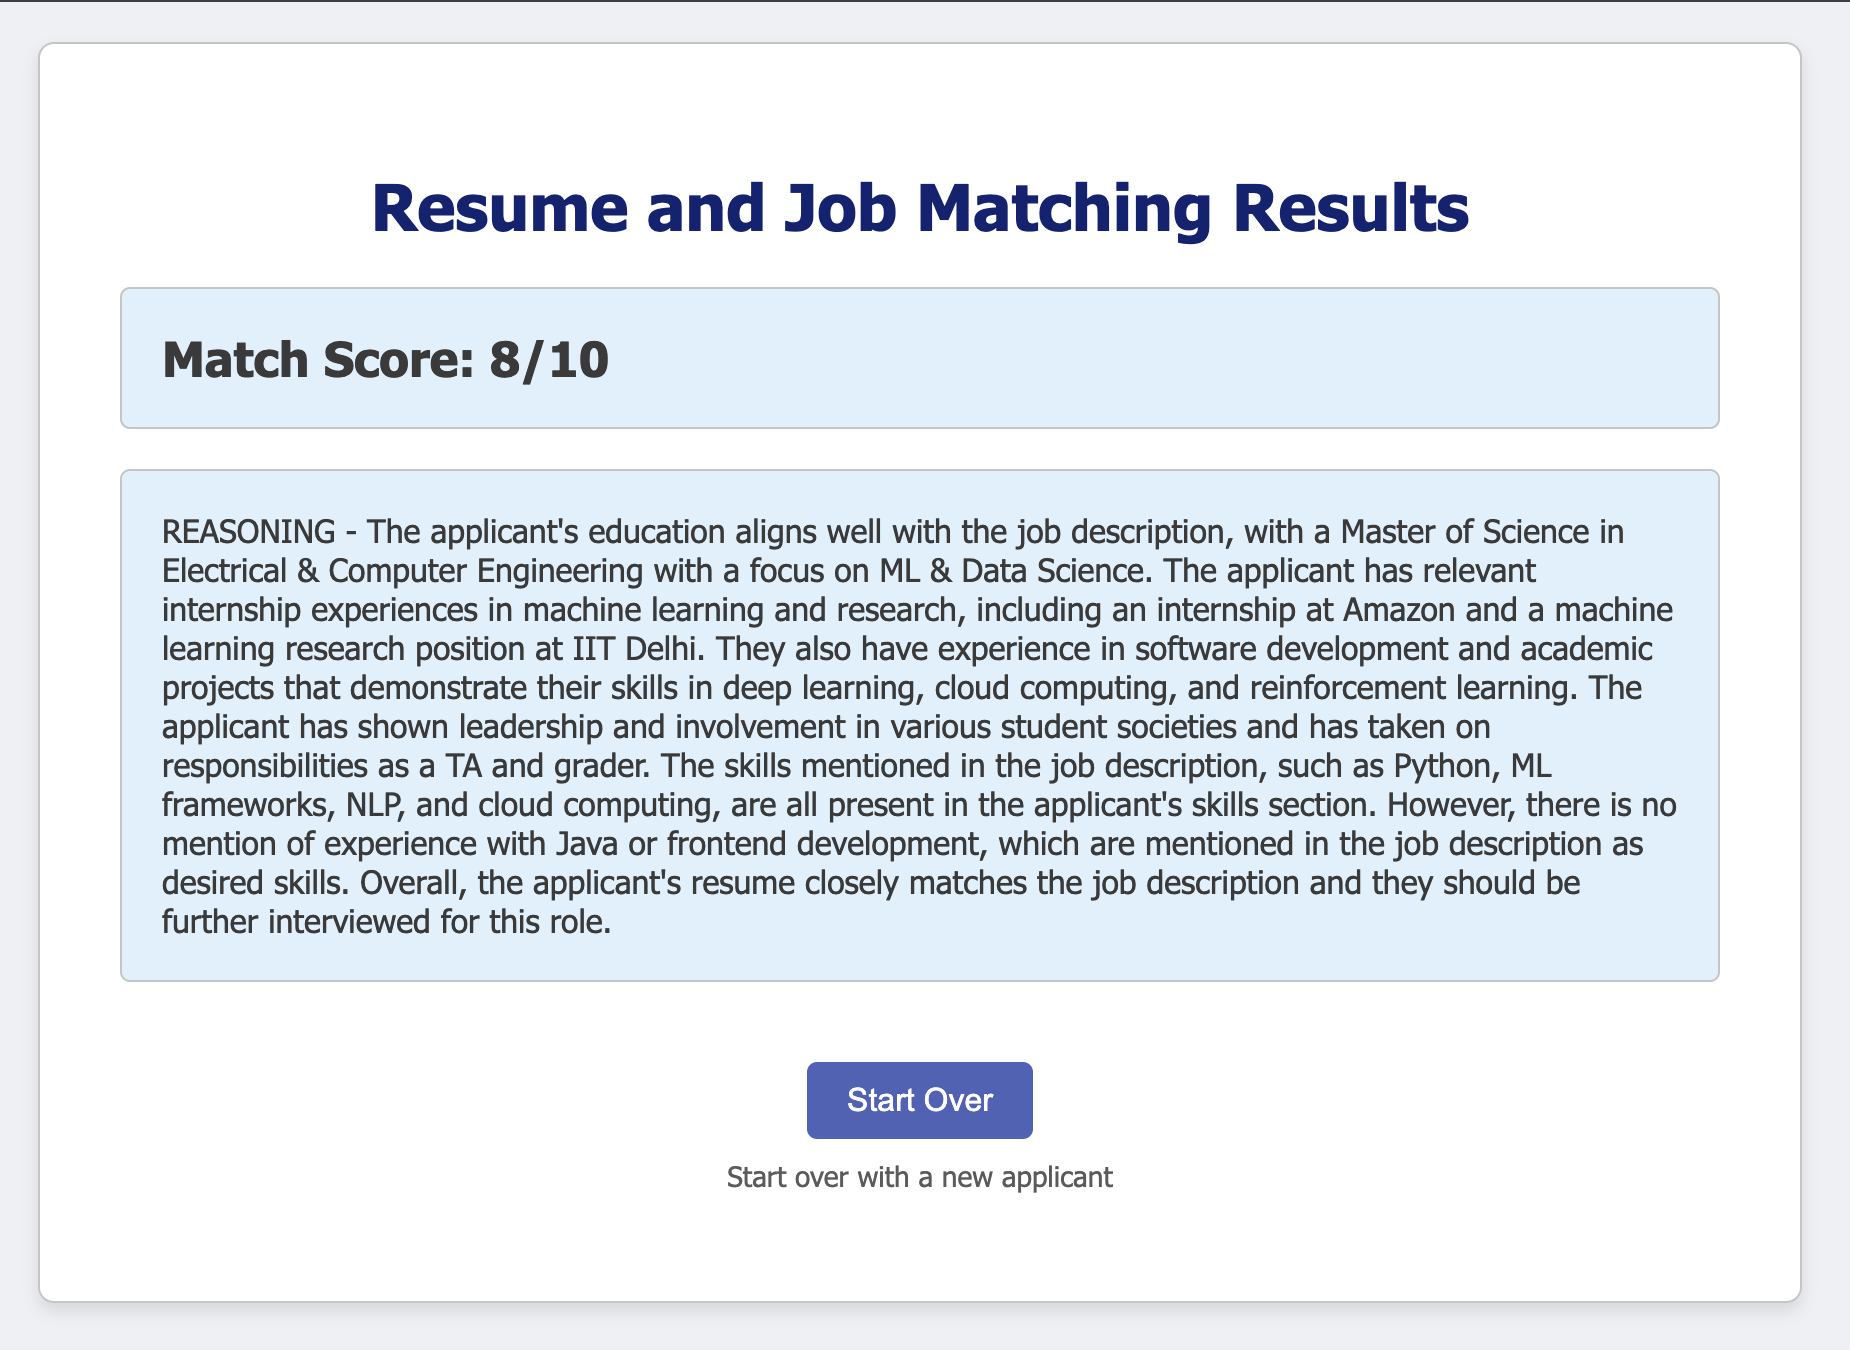 Resume and Job Matching Results
Match Score: 8/10
REASONING - The applicant's education aligns well with the job description, with a Master of Science in
Electrical & Computer Engineering with a focus on ML & Data Science. The applicant has relevant
internship experiences in machine learning and research, including an internship at Amazon and a machine
learning research position at IIT Delhi. They also have experience in software development and academic
projects that demonstrate their skills in deep learning, cloud computing, and reinforcement learning. The
applicant has shown leadership and involvement in various student societies and has taken on
responsibilities as a TA and grader. The skills mentioned in the job description, such as Python, ML
frameworks, NLP, and cloud computing, are all present in the applicant's skills section. However, there is no
mention of experience with Java or frontend development, which are mentioned in the job description as
desired skills. Overall, the applicant's resume closely matches the job description and they should be
further interviewed for this role.
Start Over
Start over with a new applicant